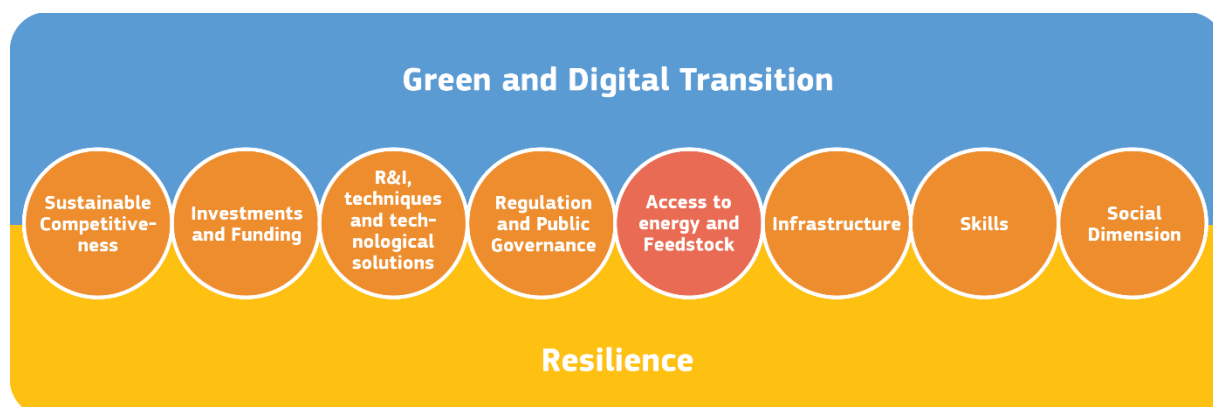 Green and Digital Transition
Sustainable
Competitive-
ness
Investments
and Funding
R&I,
techniques
and tech-
nological
solutions
Regulation
and Public
Governance
Access to
energy and
Feedstock
Infrastructure
Skills
Social
Dimension
Resilience